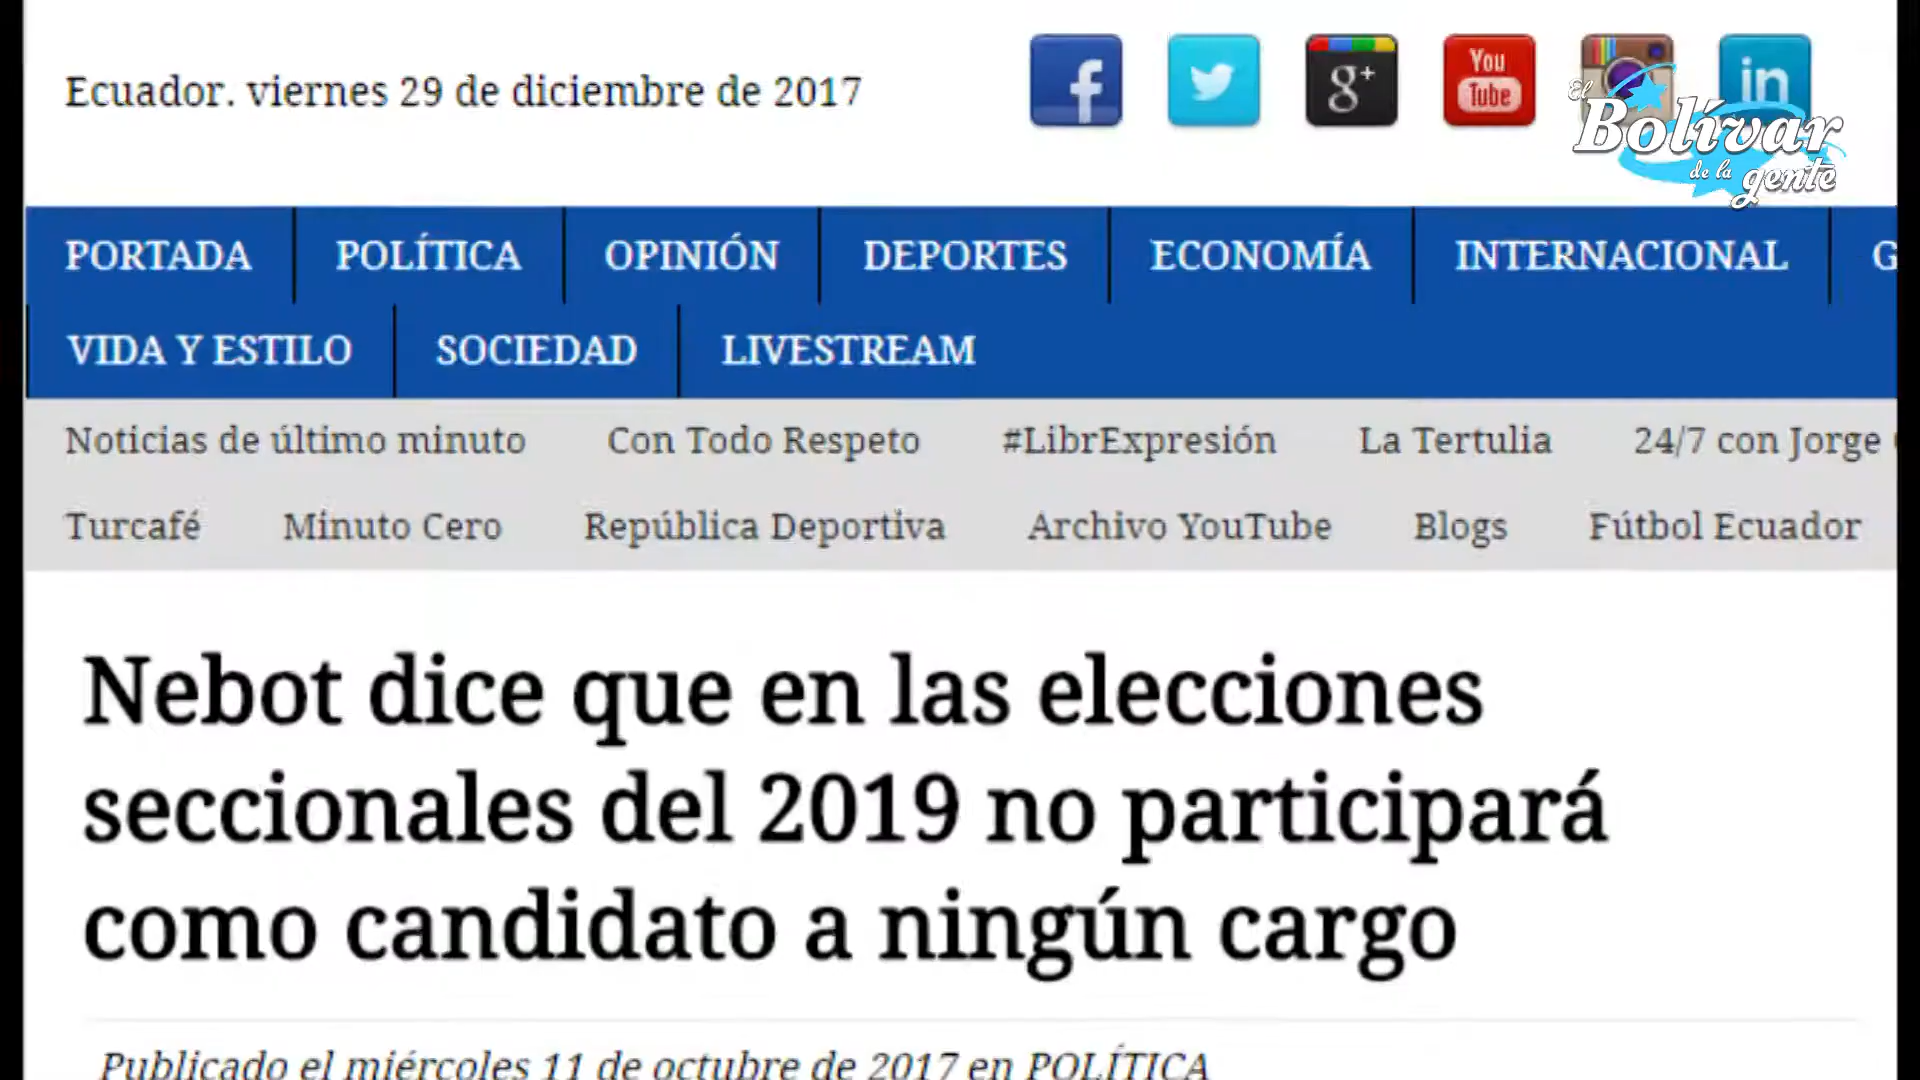 Ecuador. viernes 29 de diciembre de 2017
f
g+
You
Tube
in
El
Bolívar
de la
gente
PORTADA POLÍTICA OPINIÓN DEPORTES ECONOMÍA INTERNACIONAL G
VIDA Y ESTILO SOCIEDAD LIVESTREAM
Noticias de último minuto Con Todo Respeto #LibrExpresión La Tertulia 24/7 con Jorge
Turcafé Minuto Cero República Deportiva Archivo YouTube Blogs Fútbol Ecuador
Nebot dice que en las elecciones
seccionales del 2019 no participará
como candidato a ningún cargo
Publicado el miércoles 11 de octubre de 2017 en POLÍTICA